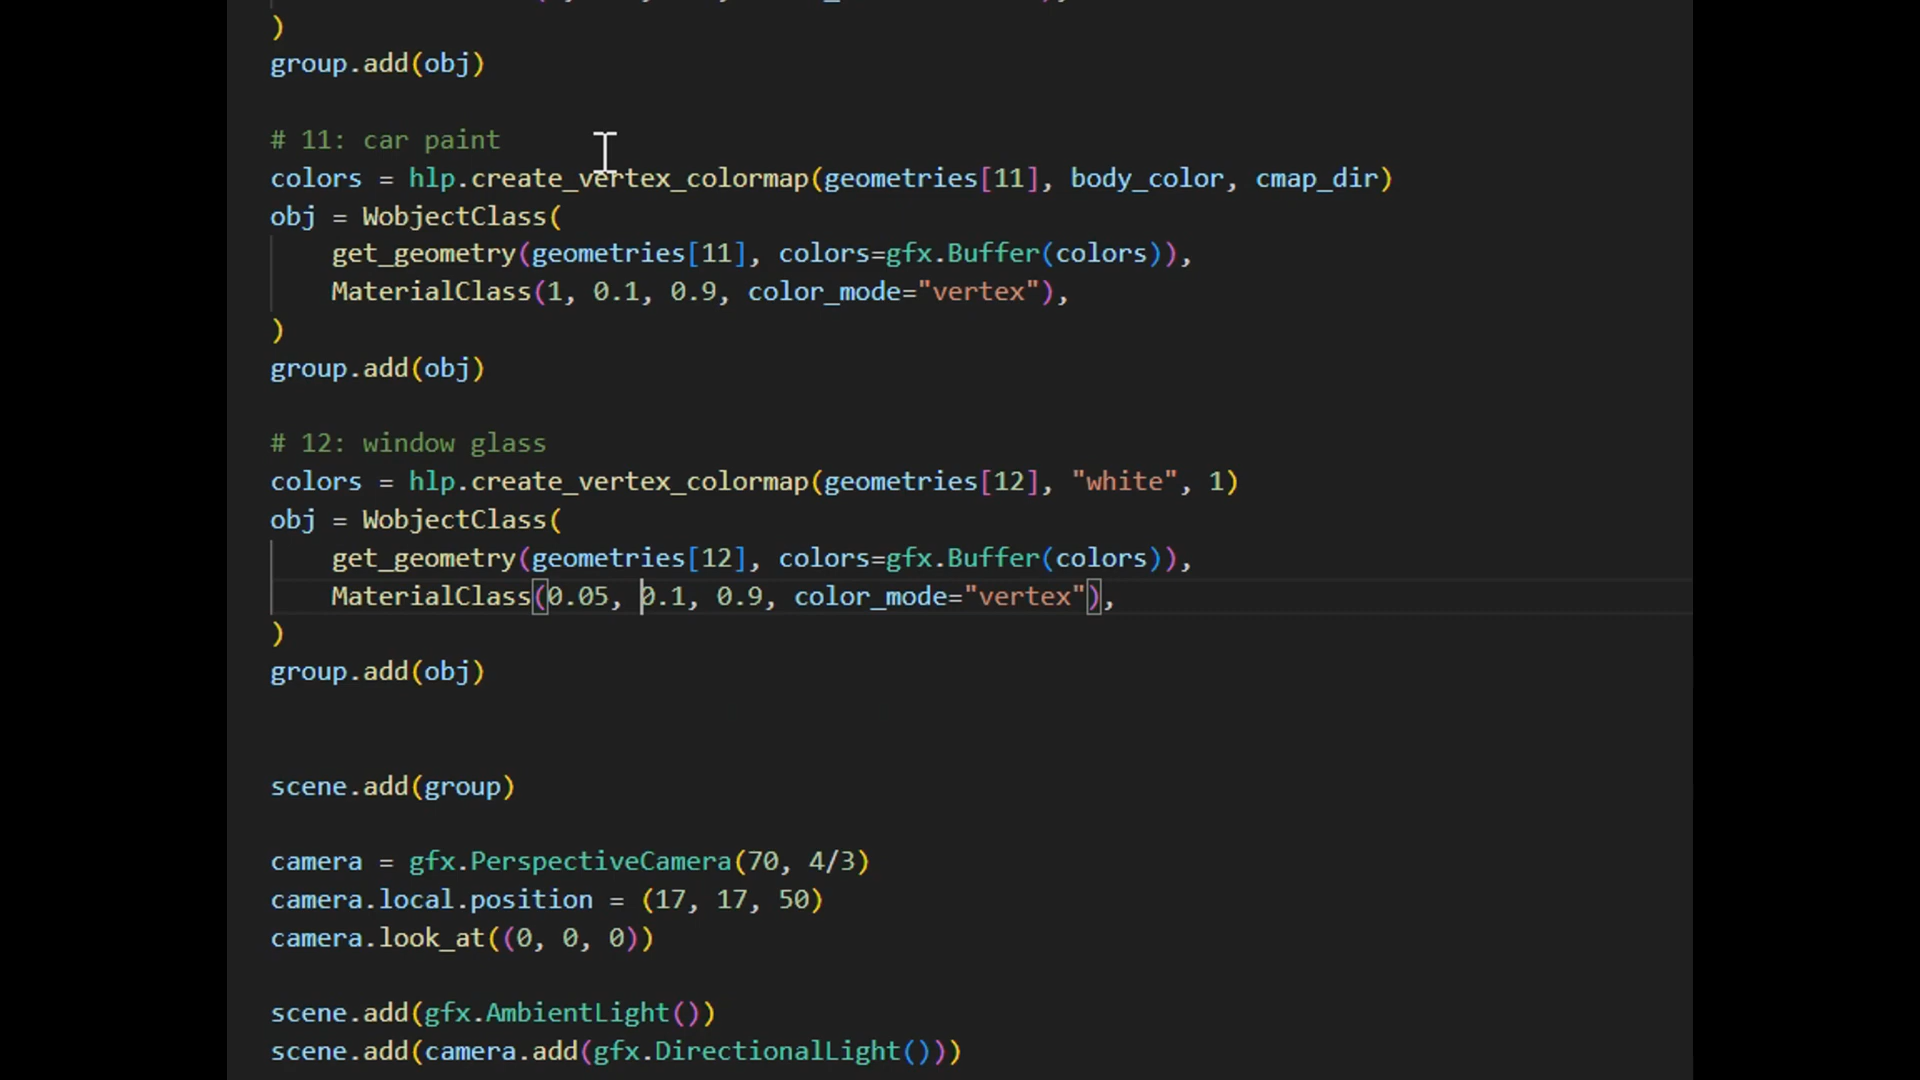 )
group.add(obj)
# 11: car paint
colors = hlp.create_vertex_colormap(geometries[11], body_color, cmap_dir)
obj = WobjectClass(
    get_geometry(geometries[11], colors=gfx.Buffer(colors)),
    MaterialClass(1, 0.1, 0.9, color_mode="vertex"),
)
group.add(obj)
# 12: window glass
colors = hlp.create_vertex_colormap(geometries[12], "white", 1)
obj = WobjectClass(
    get_geometry(geometries[12], colors=gfx.Buffer(colors)),
    MaterialClass(0.05, 0.1, 0.9, color_mode="vertex"),
)
group.add(obj)
scene.add(group)
camera = gfx.PerspectiveCamera(70, 4/3)
camera.local.position = (17, 17, 50)
camera.look_at((0, 0, 0))
scene.add(gfx.AmbientLight())
scene.add(camera.add(gfx.DirectionalLight()))